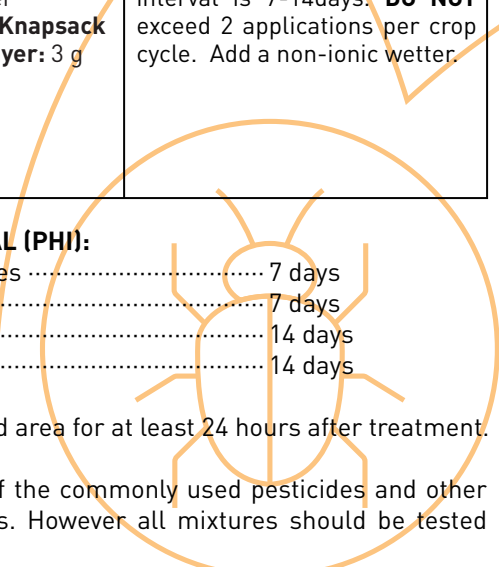 Knapsack
yer: 3 g
interval is 7-14days. DO NOT
exceed 2 applications per crop
cycle. Add a non-ionic wetter.
AL (PHI):
es ································ 7 days
································ 7 days
································ 14 days
································ 14 days
d area for at least 24 hours after treatment.
f the commonly used pesticides and other
s. However all mixtures should be tested